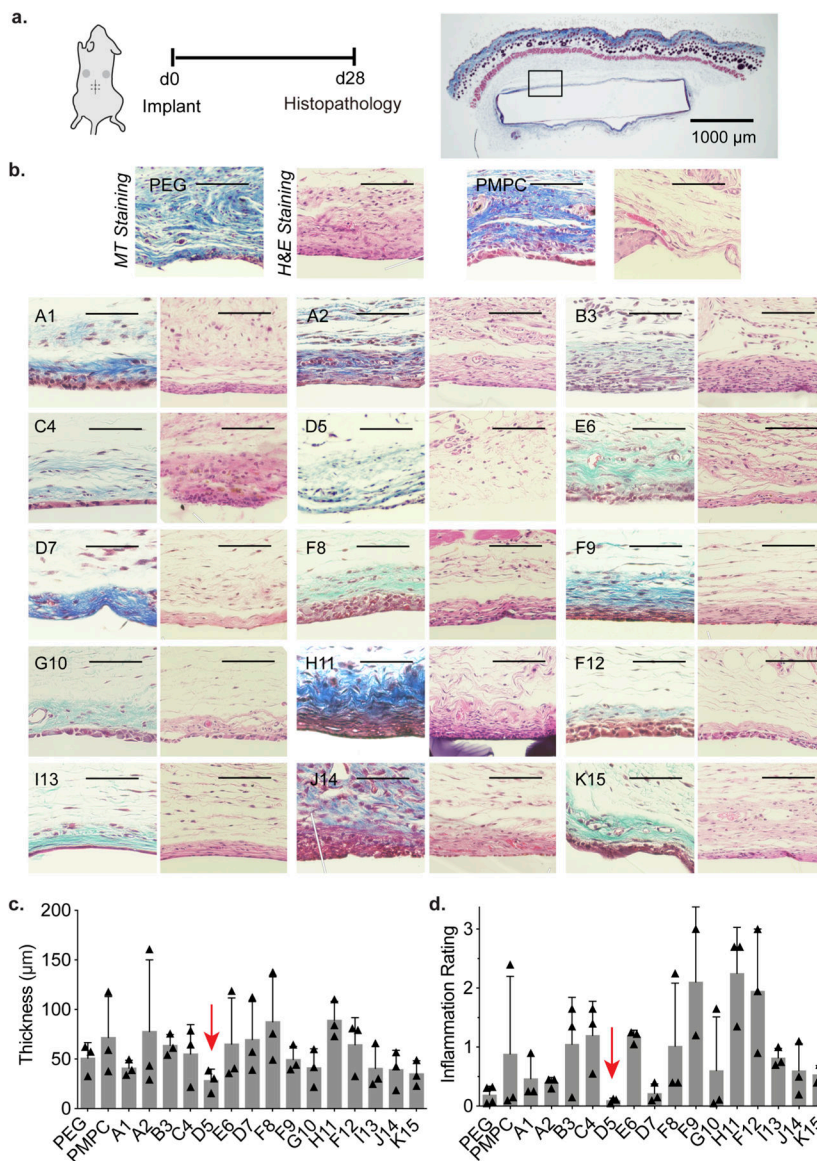 a.
d0
d28
Implant
Histopathology
1000 µm
b.
MT Staining
PEG
H&E Staining
PMPC
A1
A2
B3
C4
D5
E6
D7
F8
F9
G10
H11
F12
I13
J14
K15
c.
200
150
100
50
0
Thickness (µm)
PEG
PMPC
A1
A2
B3
C4
D5
E6
D7
F8
F9
G10
H11
F12
I13
J14
K15
d.
3
2
1
0
Inflammation Rating
PEG
PMPC
A1
A2
B3
C4
D5
E6
D7
F8
F9
G10
H11
F12
I13
J14
K15